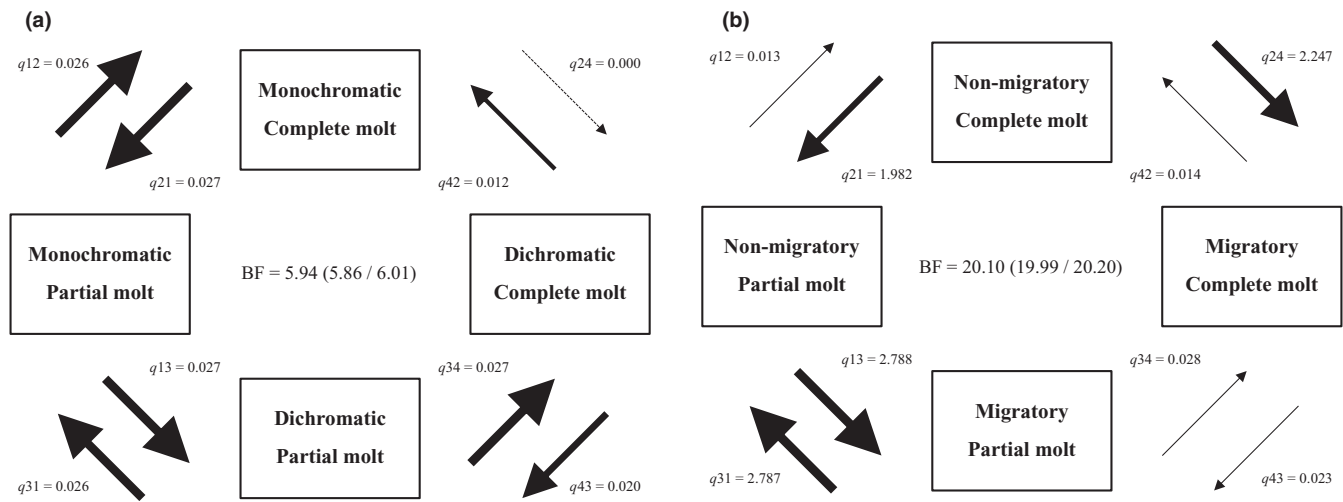 (a)
q12 = 0.026
Monochromatic
Complete molt
q24 = 0.000
q21 = 0.027
q42 = 0.012
Monochromatic
Partial molt
BF = 5.94 (5.86 / 6.01)
Dichromatic
Complete molt
q13 = 0.027
q34 = 0.027
Dichromatic
Partial molt
q31 = 0.026
q43 = 0.020
(b)
q12 = 0.013
Non-migratory
Complete molt
q24 = 2.247
q21 = 1.982
q42 = 0.014
Non-migratory
Partial molt
BF = 20.10 (19.99 / 20.20)
Migratory
Complete molt
q13 = 2.788
q34 = 0.028
Migratory
Partial molt
q31 = 2.787
q43 = 0.023